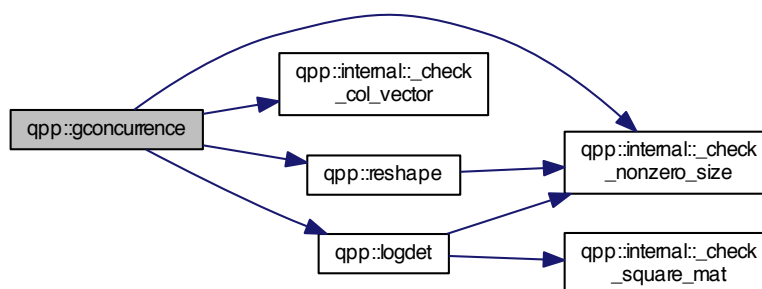 qpp::gconcurrence
qpp::internal::_check
_col_vector
qpp::reshape
qpp::logdet
qpp::internal::_check
_nonzero_size
qpp::internal::_check
_square_mat